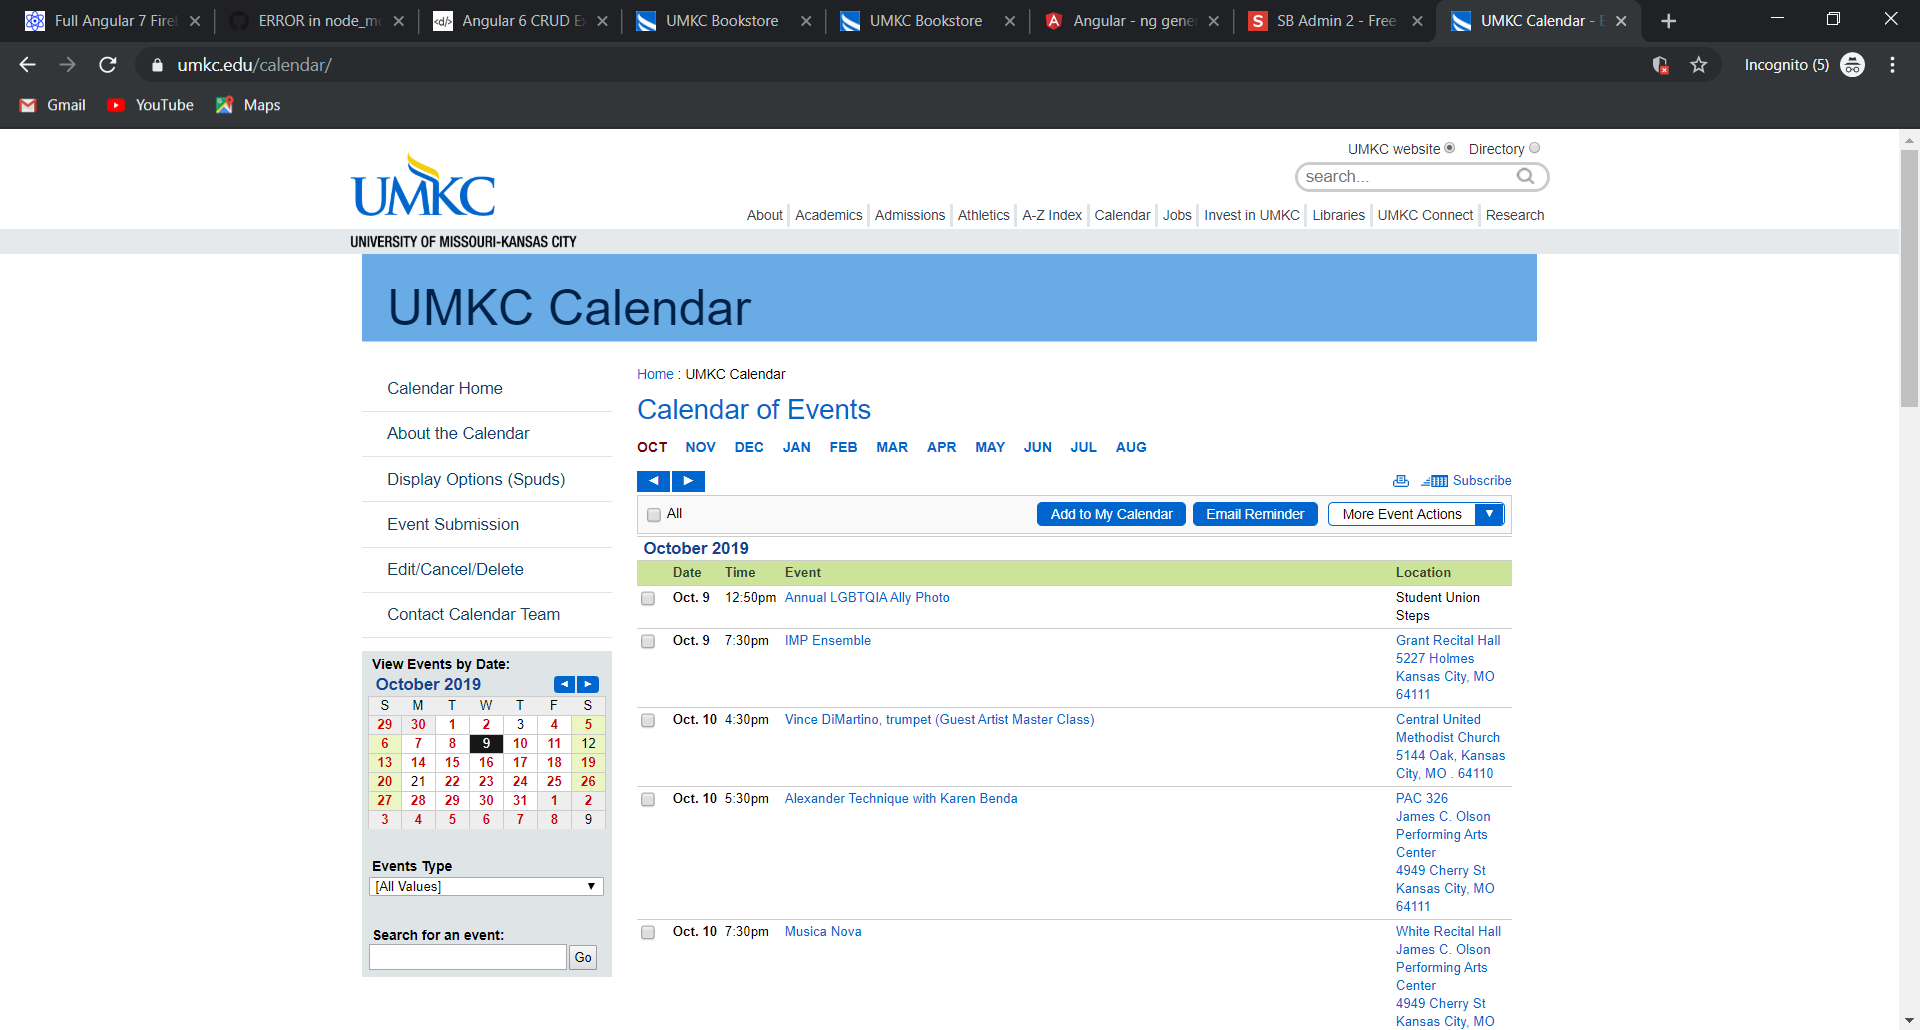 Full Angular 7 Fire
ERROR in node_mo
Angular 6 CRUD E
UMKC Bookstore
UMKC Bookstore
Angular - ng gene
SB Admin 2 - Free
UMKC Calendar - E
umkc.edu/calendar/
Incognito (5)
Gmail
YouTube
Maps
UMKC website
Directory
search...
UMKC
About
Academics
Admissions
Athletics
A-Z Index
Calendar
Jobs
Invest in UMKC
Libraries
UMKC Connect
Research
UNIVERSITY OF MISSOURI-KANSAS CITY
UMKC Calendar
Calendar Home
About the Calendar
Display Options (Spuds)
Event Submission
Edit/Cancel/Delete
Contact Calendar Team
View Events by Date:
October 2019
S M T W T F S
29 30 1 2 3 4 5
6 7 8 9 10 11 12
13 14 15 16 17 18 19
20 21 22 23 24 25 26
27 28 29 30 31 1 2
3 4 5 6 7 8 9
Events Type
[All Values]
Search for an event:
Go
Home : UMKC Calendar
Calendar of Events
OCT NOV DEC JAN FEB MAR APR MAY JUN JUL AUG
Subscribe
All
Add to My Calendar
Email Reminder
More Event Actions
October 2019
Date Time Event Location
Oct. 9 12:50pm Annual LGBTQIA Ally Photo Student Union
Steps
Oct. 9 7:30pm IMP Ensemble Grant Recital Hall
5227 Holmes
Kansas City, MO
64111
Oct. 10 4:30pm Vince DiMartino, trumpet (Guest Artist Master Class) Central United
Methodist Church
5144 Oak, Kansas
City, MO . 64110
Oct. 10 5:30pm Alexander Technique with Karen Benda PAC 326
James C. Olson
Performing Arts
Center
4949 Cherry St
Kansas City, MO
64111
Oct. 10 7:30pm Musica Nova White Recital Hall
James C. Olson
Performing Arts
Center
4949 Cherry St
Kansas City, MO